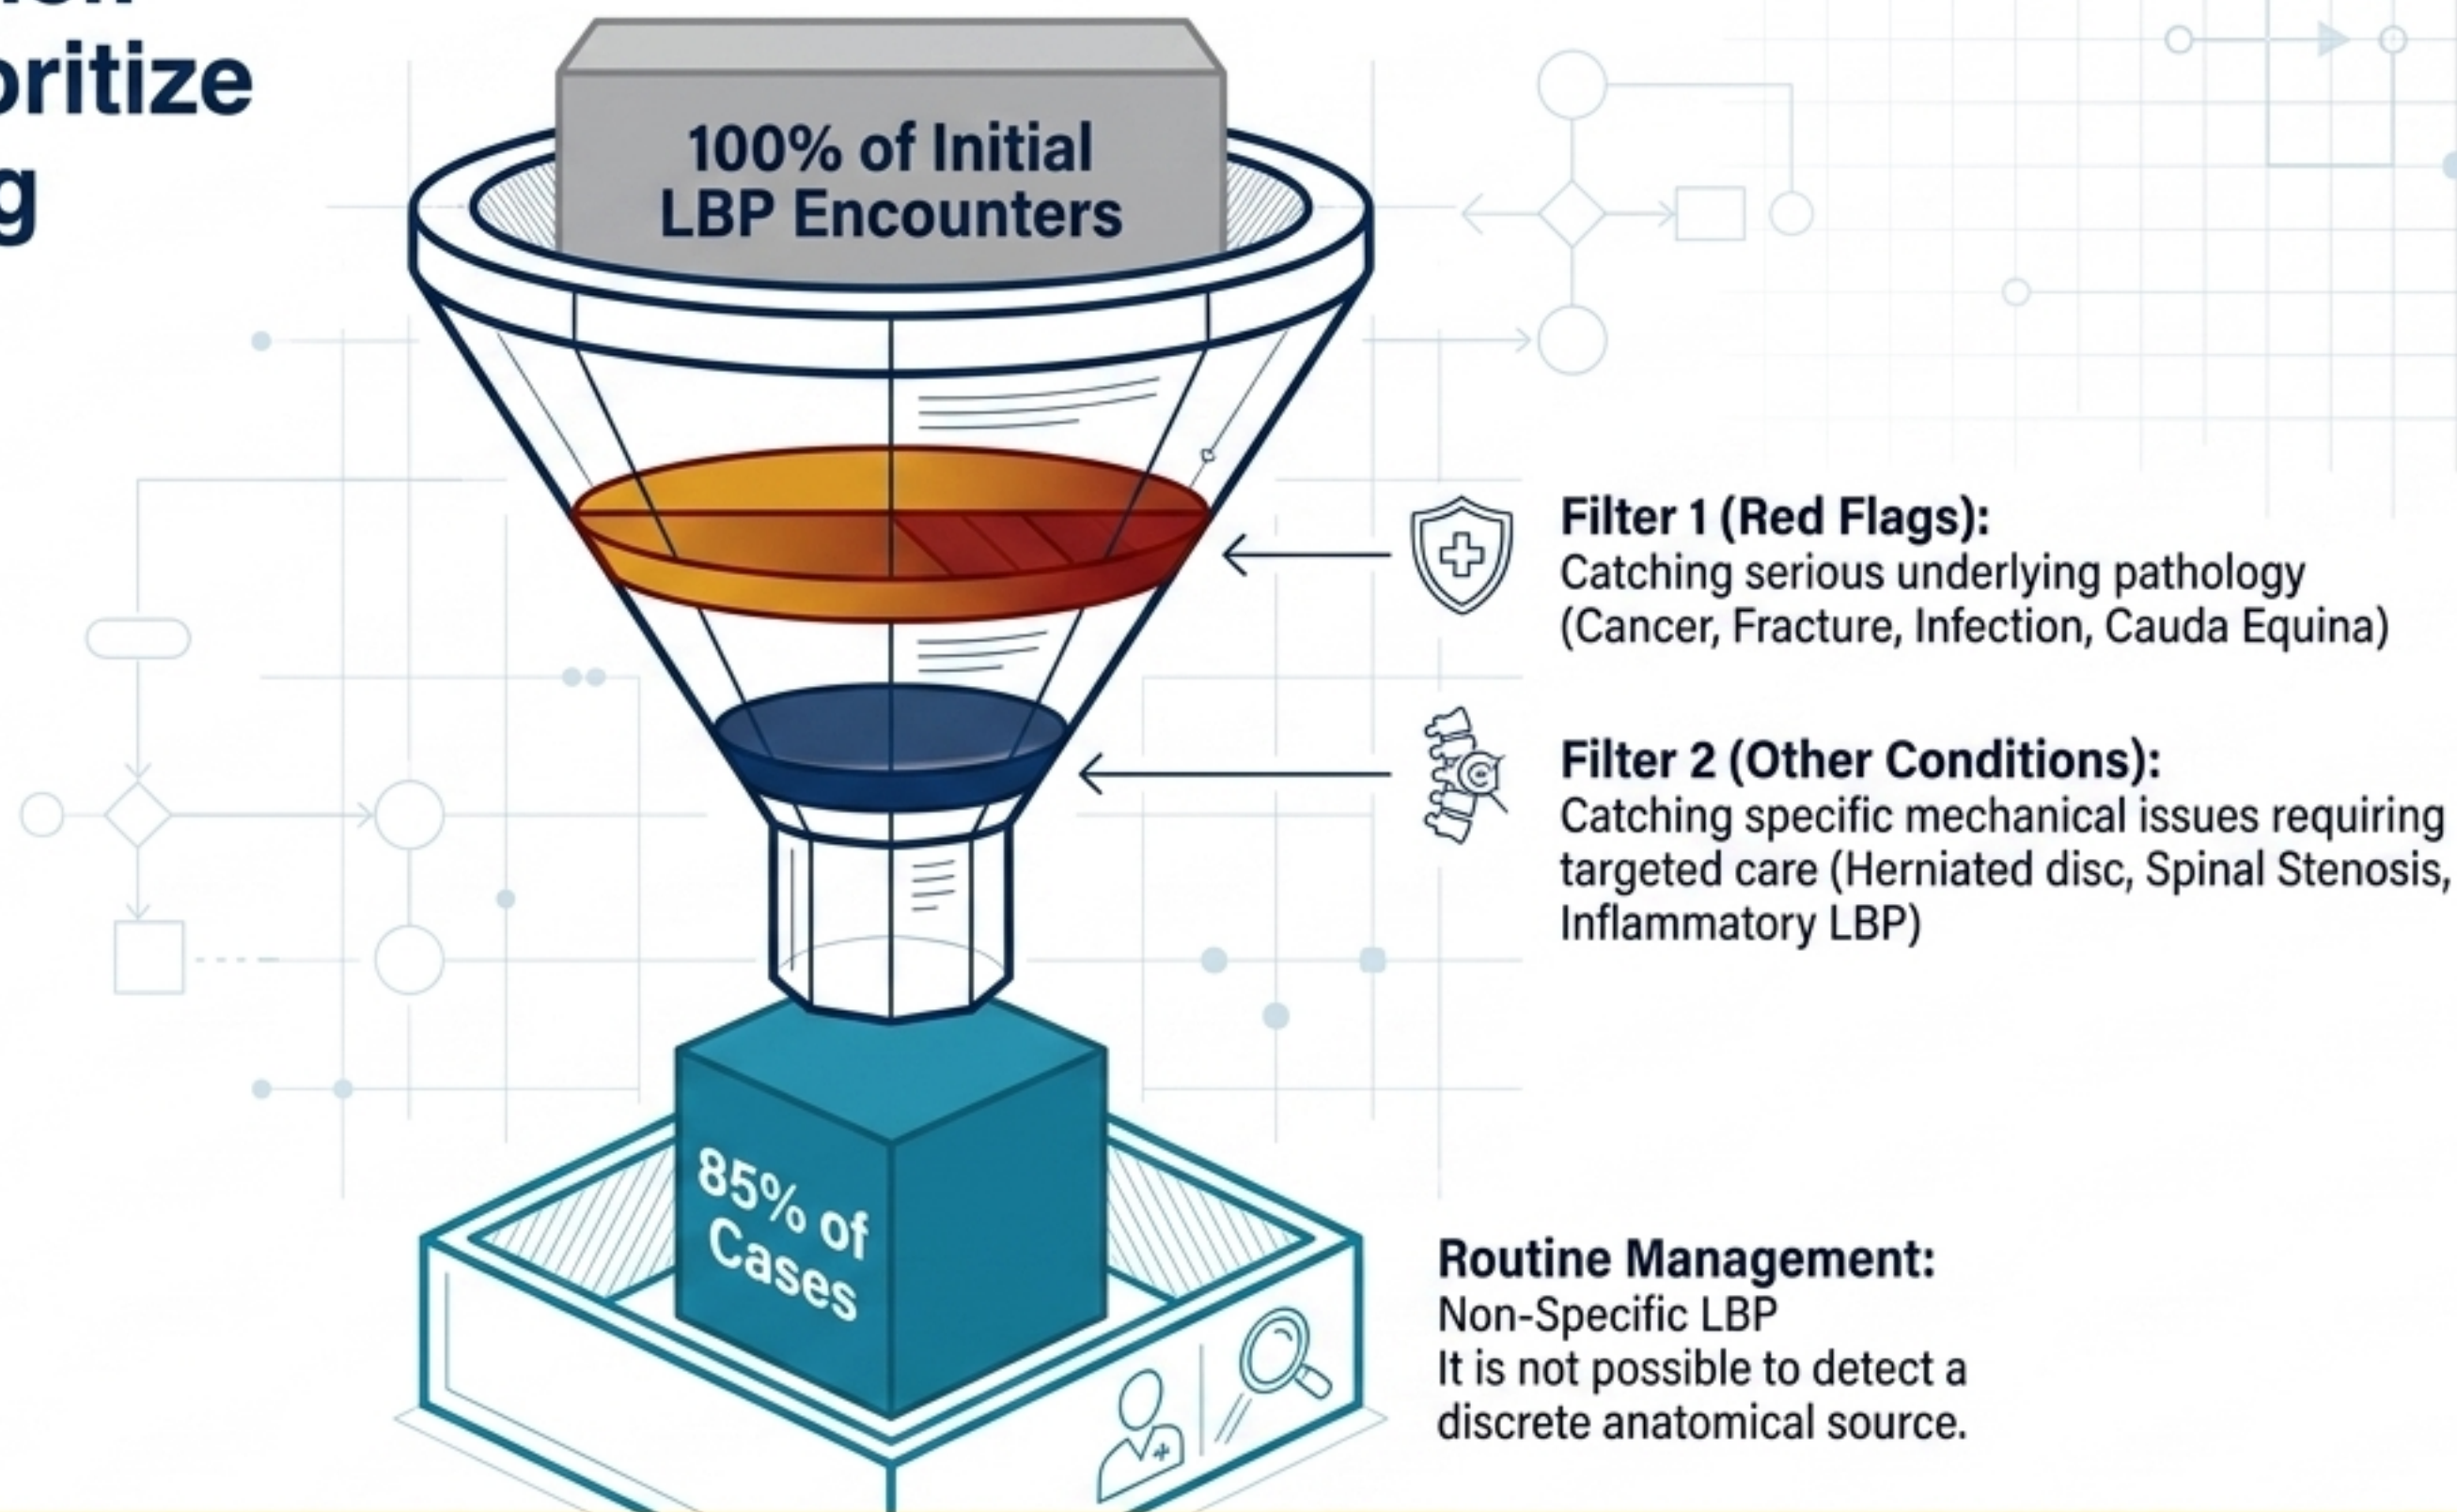 oritize
g
100% of Initial
LBP Encounters
Filter 1 (Red Flags):
Catching serious underlying pathology
(Cancer, Fracture, Infection, Cauda Equina)
Filter 2 (Other Conditions):
Catching specific mechanical issues requiring
targeted care (Herniated disc, Spinal Stenosis,
Inflammatory LBP)
85% of
Cases
Routine Management:
Non-Specific LBP
It is not possible to detect a
discrete anatomical source.